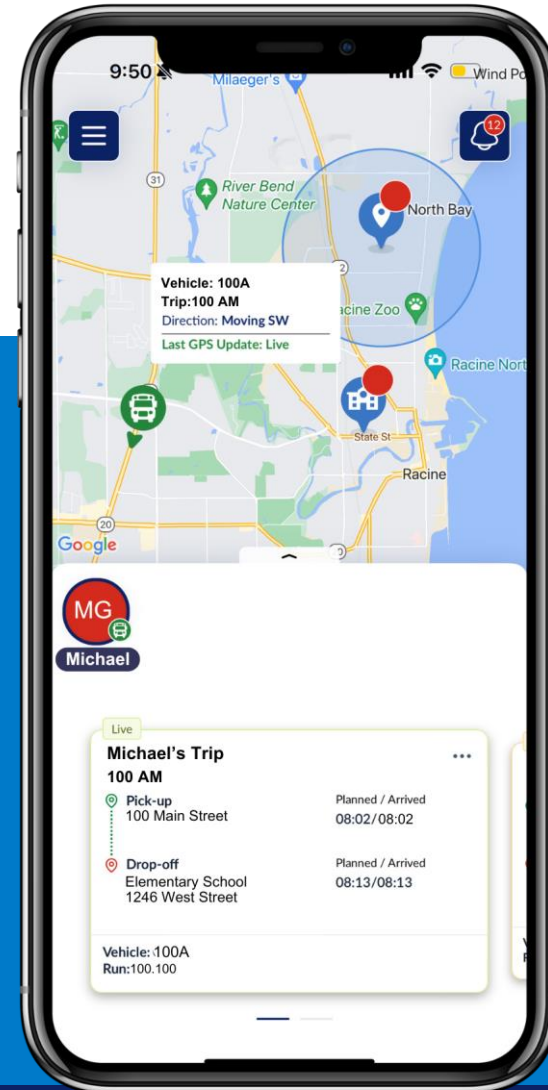 9:50
Milaeger's
Wind Po
12
31
River Bend
Nature Center
North Bay
Vehicle: 100A
Trip:100 AM
Direction: Moving SW
Last GPS Update: Live
acine Zoo
Racine Nort
State St
Racine
20
Google
MG
Michael
Live
Michael's Trip
100 AM
Pick-up
100 Main Street
Planned / Arrived
08:02/08:02
Drop-off
Elementary School
1246 West Street
Planned / Arrived
08:13/08:13
Vehicle: 100A
Run:100.100